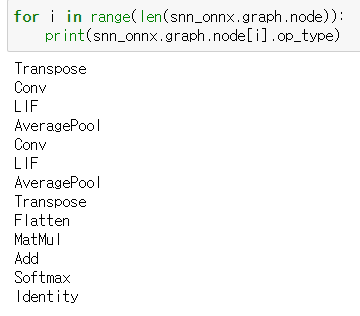 for i in range(len(snn_onnx.graph.node)):
    print(snn_onnx.graph.node[i].op_type)
Transpose
Conv
LIF
AveragePool
Conv
LIF
AveragePool
Transpose
Flatten
MatMul
Add
Softmax
Identity